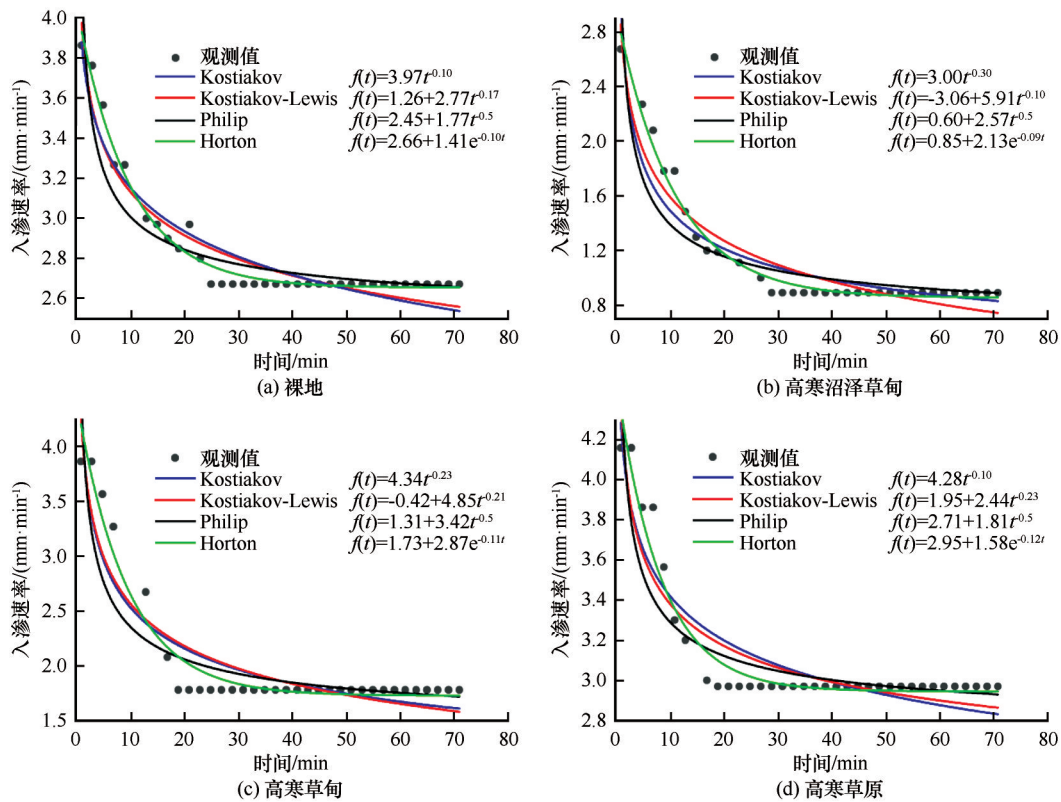 入渗速率/(mm·min⁻¹)
4.0
3.8
3.6
3.4
3.2
3.0
2.8
2.6
观测值
Kostiakov f(t)=3.97t⁻⁰·¹⁰
Kostiakov-Lewis f(t)=1.26+2.77t⁻⁰·¹⁷
Philip f(t)=2.45+1.77t⁻⁰·⁵
Horton f(t)=2.66+1.41e⁻⁰·¹⁰ᵗ
0 10 20 30 40 50 60 70 80
时间/min
(a) 裸地
入渗速率/(mm·min⁻¹)
2.8
2.4
2.0
1.6
1.2
0.8
观测值
Kostiakov f(t)=3.00t⁻⁰·³⁰
Kostiakov-Lewis f(t)=-3.06+5.91t⁻⁰·¹⁰
Philip f(t)=0.60+2.57t⁻⁰·⁵
Horton f(t)=0.85+2.13e⁻⁰·⁰⁹ᵗ
0 10 20 30 40 50 60 70 80
时间/min
(b) 高寒沼泽草甸
入渗速率/(mm·min⁻¹)
4.0
3.5
3.0
2.5
2.0
1.5
观测值
Kostiakov f(t)=4.34t⁻⁰·²³
Kostiakov-Lewis f(t)=-0.42+4.85t⁻⁰·²¹
Philip f(t)=1.31+3.42t⁻⁰·⁵
Horton f(t)=1.73+2.87e⁻⁰·¹¹ᵗ
0 10 20 30 40 50 60 70 80
时间/min
(c) 高寒草甸
入渗速率/(mm·min⁻¹)
4.2
4.0
3.8
3.6
3.4
3.2
3.0
2.8
观测值
Kostiakov f(t)=4.28t⁻⁰·¹⁰
Kostiakov-Lewis f(t)=1.95+2.44t⁻⁰·²³
Philip f(t)=2.71+1.81t⁻⁰·⁵
Horton f(t)=2.95+1.58e⁻⁰·¹²ᵗ
0 10 20 30 40 50 60 70 80
时间/min
(d) 高寒草原